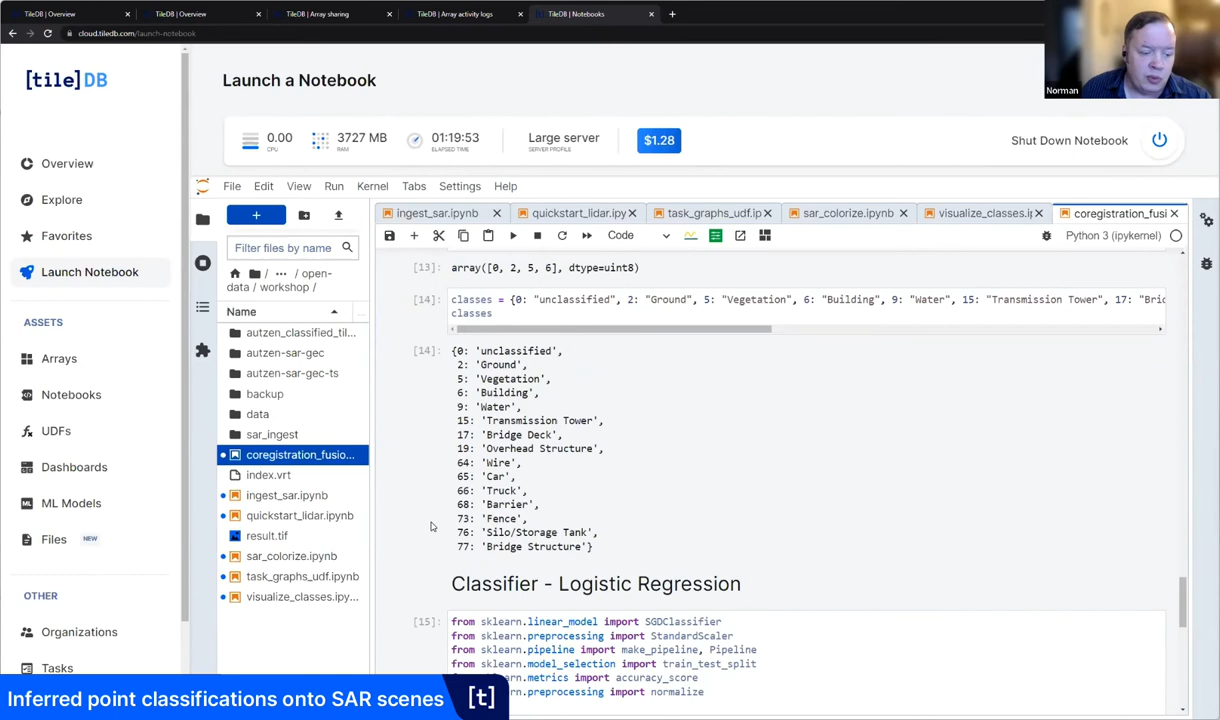 TileDB | Overview
TileDB | Overview
TileDB | Array sharing
TileDB | Array activity logs
TileDB | Notebooks
cloud.tiledb.com/launch-notebook
Norman
[tile]DB
Launch a Notebook
0.00
CPU
3727 MB
RAM
01:19:53
ELAPSED TIME
Large server
SERVER PROFILE
$1.28
Shut Down Notebook
Overview
Explore
Favorites
Launch Notebook
ASSETS
Arrays
Notebooks
UDFs
Dashboards
ML Models
Files NEW
OTHER
Organizations
Tasks
File Edit View Run Kernel Tabs Settings Help
ingest_sar.ipynb
quickstart_lidar.ipy
task_graphs_udf.ip
sar_colorize.ipynb
visualize_classes.ip
coregistration_fusi
Code
Python 3 (ipykernel)
Filter files by name
/ ... / open-
data / workshop /
Name
autzen_classified_til...
autzen-sar-gec
autzen-sar-gec-ts
backup
data
sar_ingest
coregistration_fusio...
index.vrt
ingest_sar.ipynb
quickstart_lidar.ipynb
result.tif
sar_colorize.ipynb
task_graphs_udf.ipynb
visualize_classes.ipy...
[13]: array([0, 2, 5, 6], dtype=uint8)
[14]: classes = {0: "unclassified", 2: "Ground", 5: "Vegetation", 6: "Building", 9: "Water", 15: "Transmission Tower", 17: "Bric
classes
[14]: {0: 'unclassified',
2: 'Ground',
5: 'Vegetation',
6: 'Building',
9: 'Water',
15: 'Transmission Tower',
17: 'Bridge Deck',
19: 'Overhead Structure',
64: 'Wire',
65: 'Car',
66: 'Truck',
68: 'Barrier',
73: 'Fence',
76: 'Silo/Storage Tank',
77: 'Bridge Structure'}
Classifier - Logistic Regression
[15]: from sklearn.linear_model import SGDClassifier
from sklearn.preprocessing import StandardScaler
from sklearn.pipeline import make_pipeline, Pipeline
from sklearn.model_selection import train_test_split
from sklearn.metrics import accuracy_score
from sklearn.preprocessing import normalize
Inferred point classifications onto SAR scenes
[t]